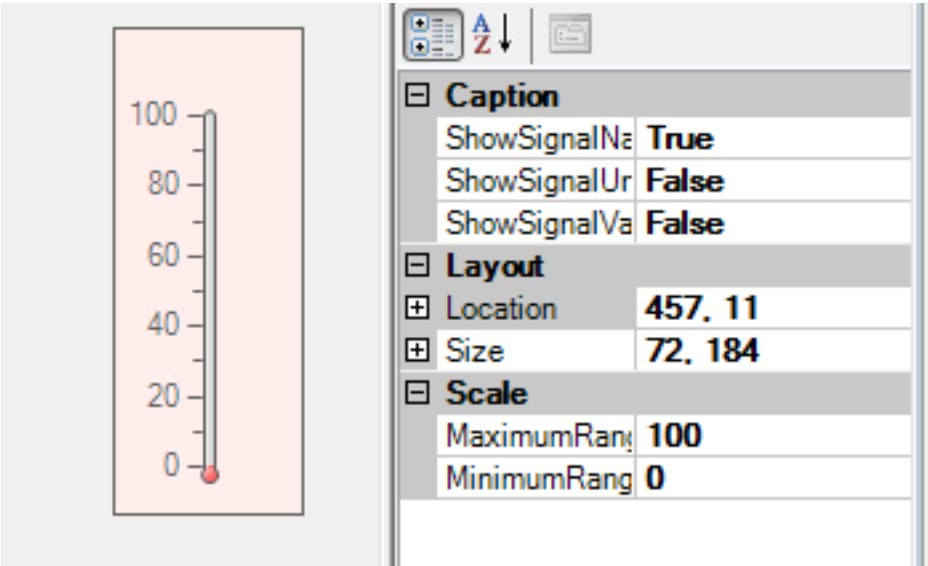 100
80
60
40
20
0
A
Z
Caption
ShowSignalNa True
ShowSignalUr False
ShowSignalVa False
Layout
Location 457, 11
Size 72, 184
Scale
MaximumRang 100
MinimumRang 0